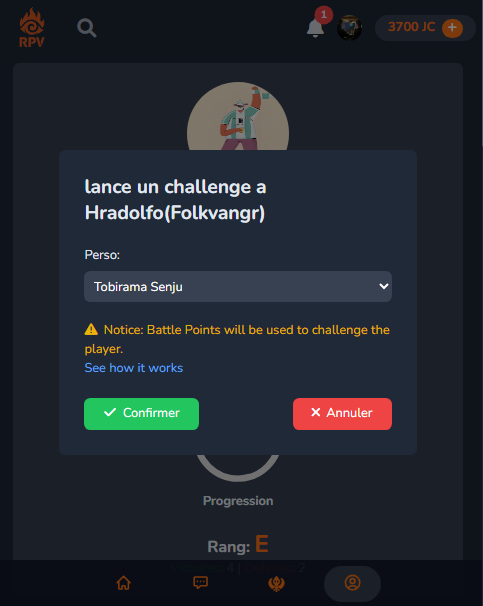 RPV
1
3700 JC
lance un challenge a
Hradolfo(Folkvangr)
Perso:
Tobirama Senju
Notice: Battle Points will be used to challenge the
player.
See how it works
Confirmer
Annuler
Progression
Rang: E